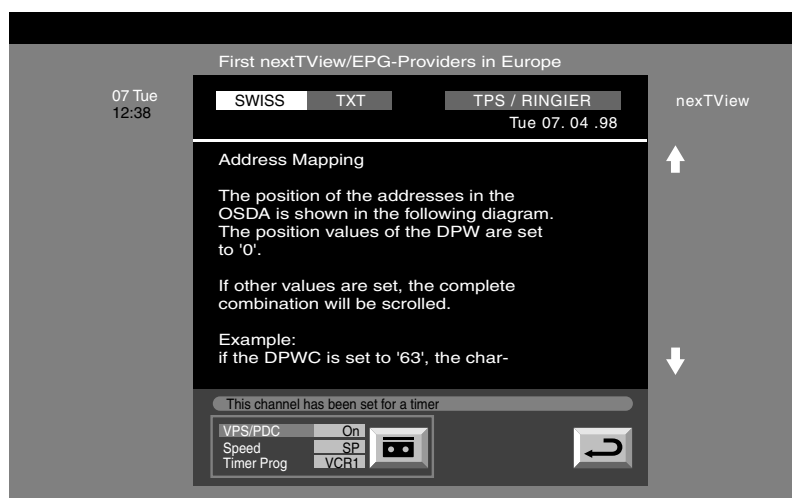 First nextTView/EPG-Providers in Europe
07 Tue
12:38
SWISS TXT TPS / RINGIER
nexTView
Tue 07. 04 .98
Address Mapping
The position of the addresses in the
OSDA is shown in the following diagram.
The position values of the DPW are set
to '0'.
If other values are set, the complete
combination will be scrolled.
Example:
if the DPWC is set to '63', the char-
This channel has been set for a timer
VPS/PDC On
Speed SP
Timer Prog VCR1